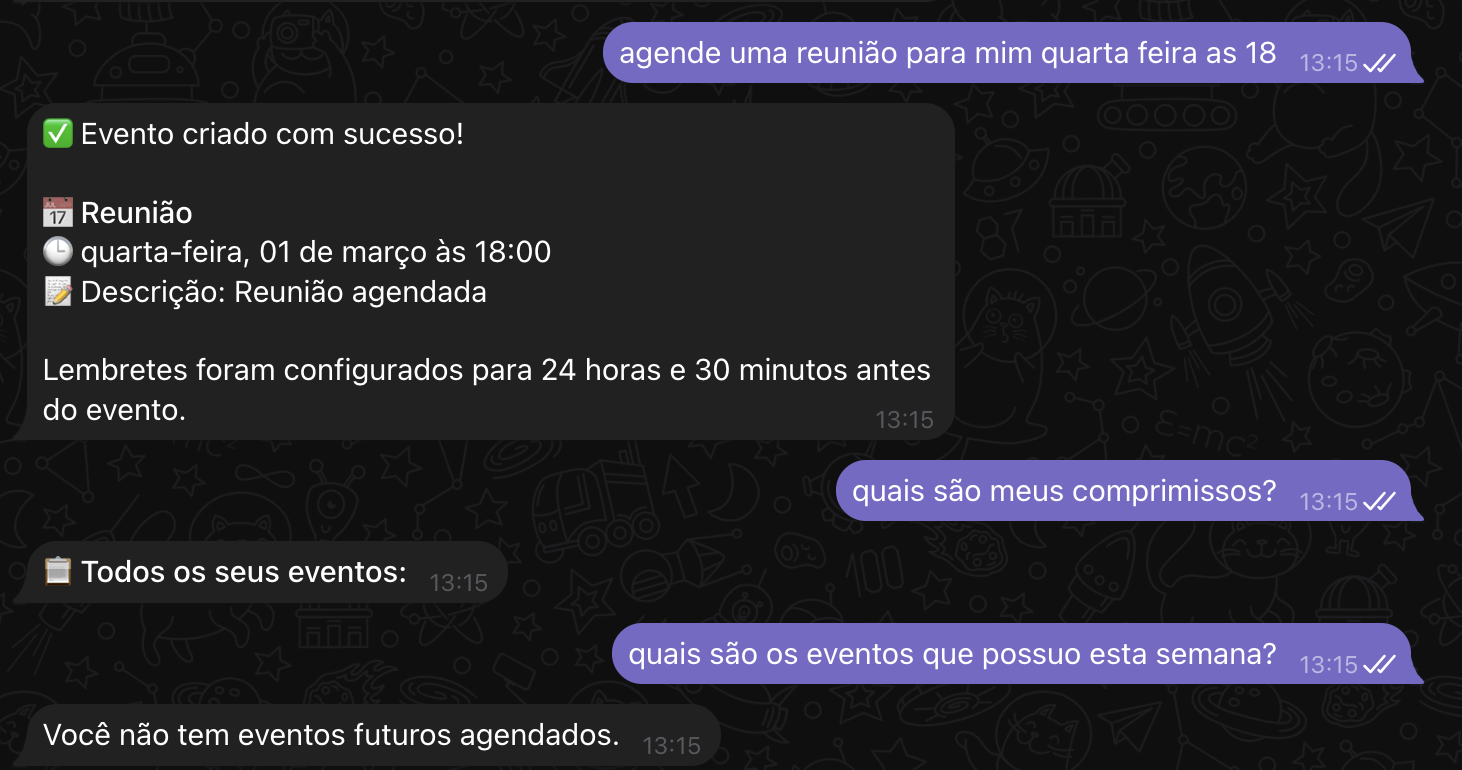 agende uma reunião para mim quarta feira as 18 13:15
✅ Evento criado com sucesso!
📅 Reunião
🕒 quarta-feira, 01 de março às 18:00
📝 Descrição: Reunião agendada
Lembretes foram configurados para 24 horas e 30 minutos antes
do evento. 13:15
quais são meus comprimissos? 13:15
📋 Todos os seus eventos: 13:15
quais são os eventos que possuo esta semana? 13:15
Você não tem eventos futuros agendados. 13:15